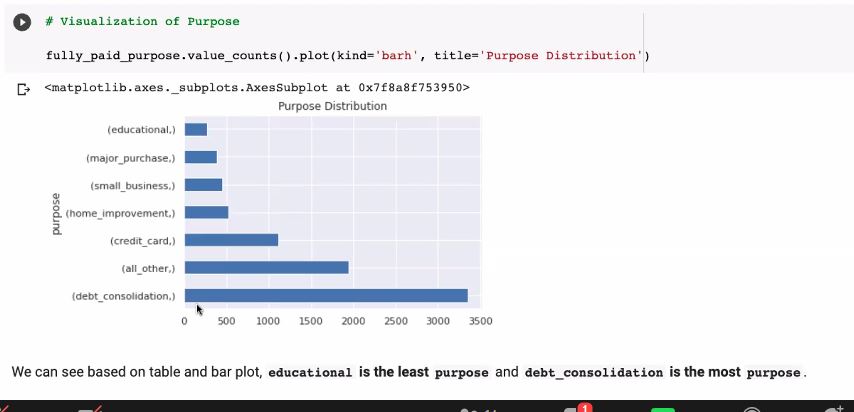 # Visualization of Purpose
fully_paid_purpose.value_counts().plot(kind='barh', title='Purpose Distribution')
<matplotlib.axes._subplots.AxesSubplot at 0x7f8a8f753950>
Purpose Distribution
purpose
(educational,)
(major_purchase,)
(small_business,)
(home_improvement,)
(credit_card,)
(all_other,)
(debt_consolidation,)
0 500 1000 1500 2000 2500 3000 3500
We can see based on table and bar plot, educational is the least purpose and debt_consolidation is the most purpose.
1